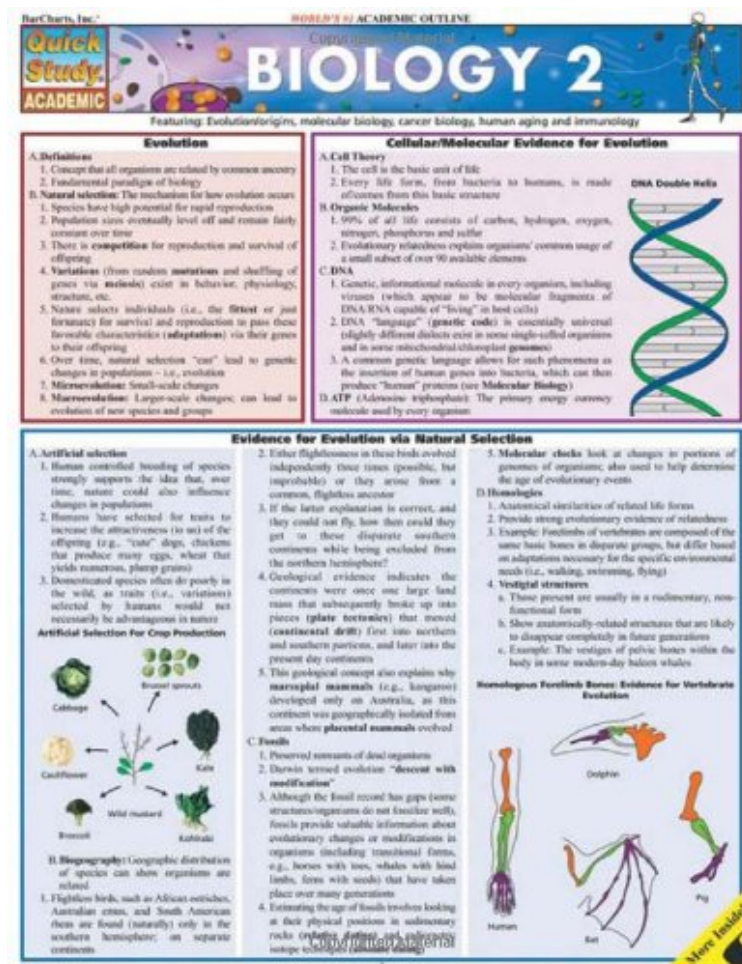 BarCharts, Inc.®
WORLD'S #1 ACADEMIC OUTLINE
Quick
Study
ACADEMIC
Copyrighted Material
BIOLOGY 2
Featuring: Evolution/origins, molecular biology, cancer biology, human aging and immunology
Evolution
A. Definitions
1. Concept that all organisms are related by common ancestry
2. Fundamental paradigm of biology
B. Natural selection: The mechanism for how evolution occurs
1. Species have high potential for rapid reproduction
2. Population sizes eventually level off and remain fairly
constant over time
3. There is competition for reproduction and survival of
offspring
4. Variations (from random mutations and shuffling of
genes via meiosis) exist in behavior, physiology,
structure, etc.
5. Nature selects individuals (i.e., the fittest or just
fortunate) for survival and reproduction to pass these
favorable characteristics (adaptations) via their genes
to their offspring
6. Over time, natural selection "can" lead to genetic
changes in populations – i.e., evolution
7. Microevolution: Small-scale changes
8. Macroevolution: Larger-scale changes; can lead to
evolution of new species and groups
Cellular/Molecular Evidence for Evolution
A. Cell Theory
1. The cell is the basic unit of life
2. Every life form, from bacteria to humans, is made
of/comes from this basic structure
B. Organic Molecules
1. 99% of all life consists of carbon, hydrogen, oxygen,
nitrogen, phosphorus and sulfur
2. Evolutionary relatedness explains organisms' common usage of
a small subset of over 90 available elements
C. DNA
1. Genetic, informational molecule in every organism, including
viruses (which appear to be molecular fragments of
DNA/RNA capable of "living" in host cells)
2. DNA "language" (genetic code) is essentially universal
(slightly different dialects exist in some single-celled organisms
and in some mitochondrial/chloroplast genomes)
3. A common genetic language allows for such phenomena as
the insertion of human genes into bacteria, which can then
produce "human" proteins (see Molecular Biology)
D. ATP (Adenosine triphosphate): The primary energy currency
molecule used by every organism
DNA Double Helix
Evidence for Evolution via Natural Selection
A. Artificial selection
1. Human controlled breeding of species
strongly supports the idea that, over
time, nature could also influence
changes in populations
2. Humans have selected for traits to
increase the attractiveness (to us) of the
offspring (e.g., "cute" dogs, chickens
that produce many eggs, wheat that
yields numerous, plump grains)
3. Domesticated species often do poorly in
the wild, as traits (i.e., variations)
selected by humans would not
necessarily be advantageous in nature
Artificial Selection For Crop Production
Cabbage
Brussel sprouts
Kale
Cauliflower
Wild mustard
Broccoli
Kohlrabi
B. Biogeography: Geographic distribution
of species can show organisms are
related
1. Flightless birds, such as African ostriches,
Australian emus, and South American
rheas are found (naturally) only in the
southern hemisphere; on separate
continents
2. Either flightlessness in these birds evolved
independently three times (possible, but
improbable) or they arose from a
common, flightless ancestor
3. If the latter explanation is correct, and
they could not fly, how then could they
get to these disparate southern
continents while being excluded from
the northern hemisphere?
4. Geological evidence indicates the
continents were once one large land
mass that subsequently broke up into
pieces (plate tectonics) that moved
(continental drift) first into northern
and southern portions, and later into the
present day continents
5. This geological concept also explains why
marsupial mammals (e.g., kangaroo)
developed only on Australia, as this
continent was geographically isolated from
areas where placental mammals evolved
C. Fossils
1. Preserved remnants of dead organisms
2. Darwin termed evolution "descent with
modification"
3. Although the fossil record has gaps (some
structures/organisms do not fossilize well),
fossils provide valuable information about
evolutionary changes or modifications in
organisms (including transitional forms,
e.g., horses with toes, whales with hind
limbs, ferns with seeds) that have taken
place over many generations
4. Estimating the age of fossils involves looking
at their physical positions in sedimentary
rocks (relative dating) and radiometric
isotope techniques
Copyrighted Material
5. Molecular clocks look at changes in portions of
genomes of organisms; also used to help determine
the age of evolutionary events
D. Homologies
1. Anatomical similarities of related life forms
2. Provide strong evolutionary evidence of relatedness
3. Example: Forelimbs of vertebrates are composed of the
same basic bones in disparate groups, but differ based
on adaptations necessary for the specific environmental
needs (i.e., walking, swimming, flying)
4. Vestigial structures
a. Those present are usually in a rudimentary, non-
functional form
b. Show anatomically-related structures that are likely
to disappear completely in future generations
c. Example: The vestiges of pelvic bones within the
body in some modern-day baleen whales
Homologous Forelimb Bones: Evidence for Vertebrate
Evolution
Dolphin
Pig
Human
Bat
More Inside